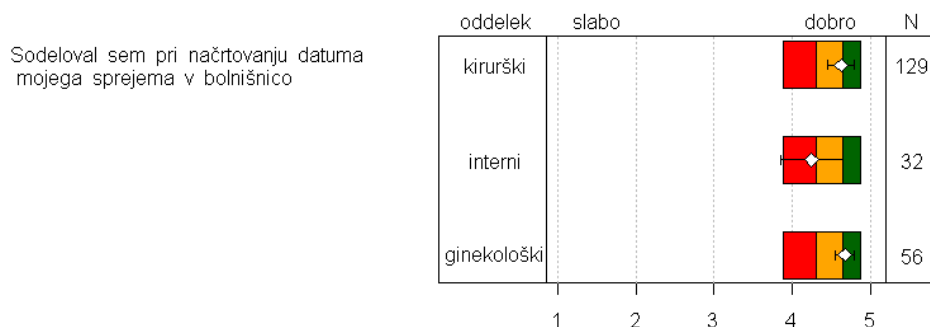 oddelek slabo dobro N
Sodeloval sem pri načrtovanju datuma
mojega sprejema v bolnišnico
kirurški 129
interni 32
ginekološki 56
1 2 3 4 5